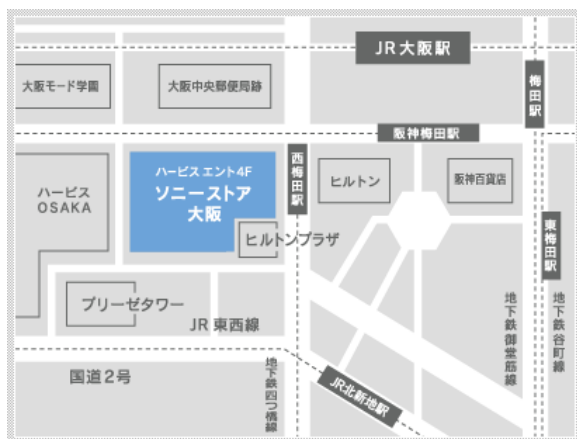 JR大阪駅
大阪モード学園
大阪中央郵便局跡
梅田駅
阪神梅田駅
ハービス
OSAKA
ハービス エント4F
ソニーストア
大阪
西梅田駅
ヒルトン
阪神百貨店
ヒルトンプラザ
東梅田駅
ブリーゼタワー
JR東西線
地下鉄御堂筋線
地下鉄谷町線
国道2号
地下鉄四つ橋線
JR北新地駅